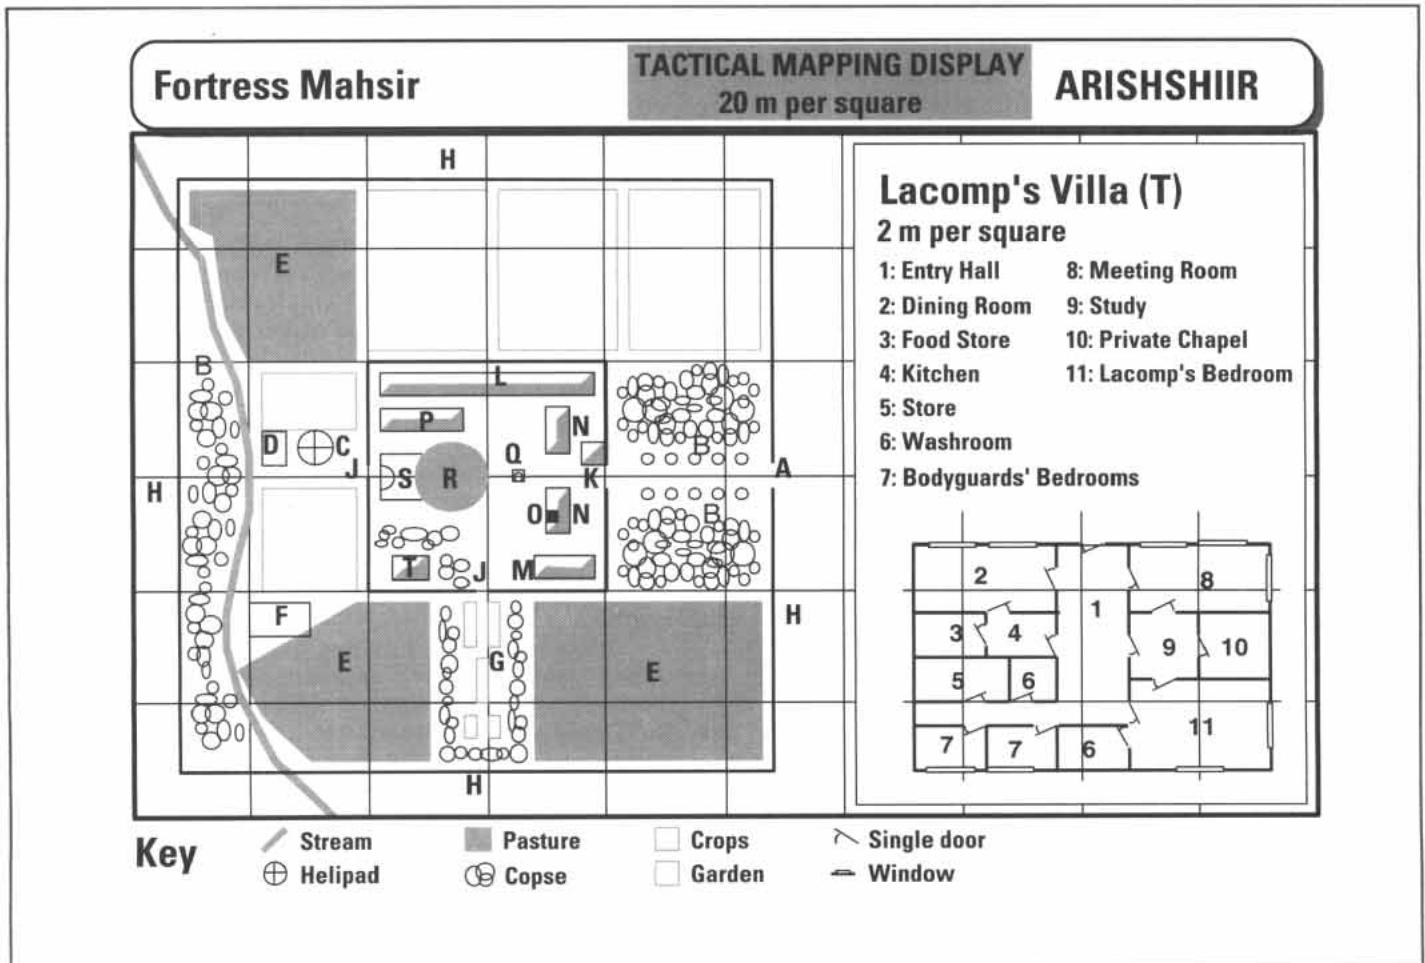 Fortress Mahsir
TACTICAL MAPPING DISPLAY
20 m per square
ARISHSHIIR
H
E
B
L
P
N
D
C
J
S
R
Q
K
B
A
H
O
N
B
T
J
M
F
E
G
E
H
H
Lacomp's Villa (T)
2 m per square
1: Entry Hall
2: Dining Room
3: Food Store
4: Kitchen
5: Store
6: Washroom
7: Bodyguards' Bedrooms
8: Meeting Room
9: Study
10: Private Chapel
11: Lacomp's Bedroom
2
8
1
3
4
9
10
5
6
11
7
7
6
Key
Stream
Pasture
Crops
Single door
Helipad
Copse
Garden
Window